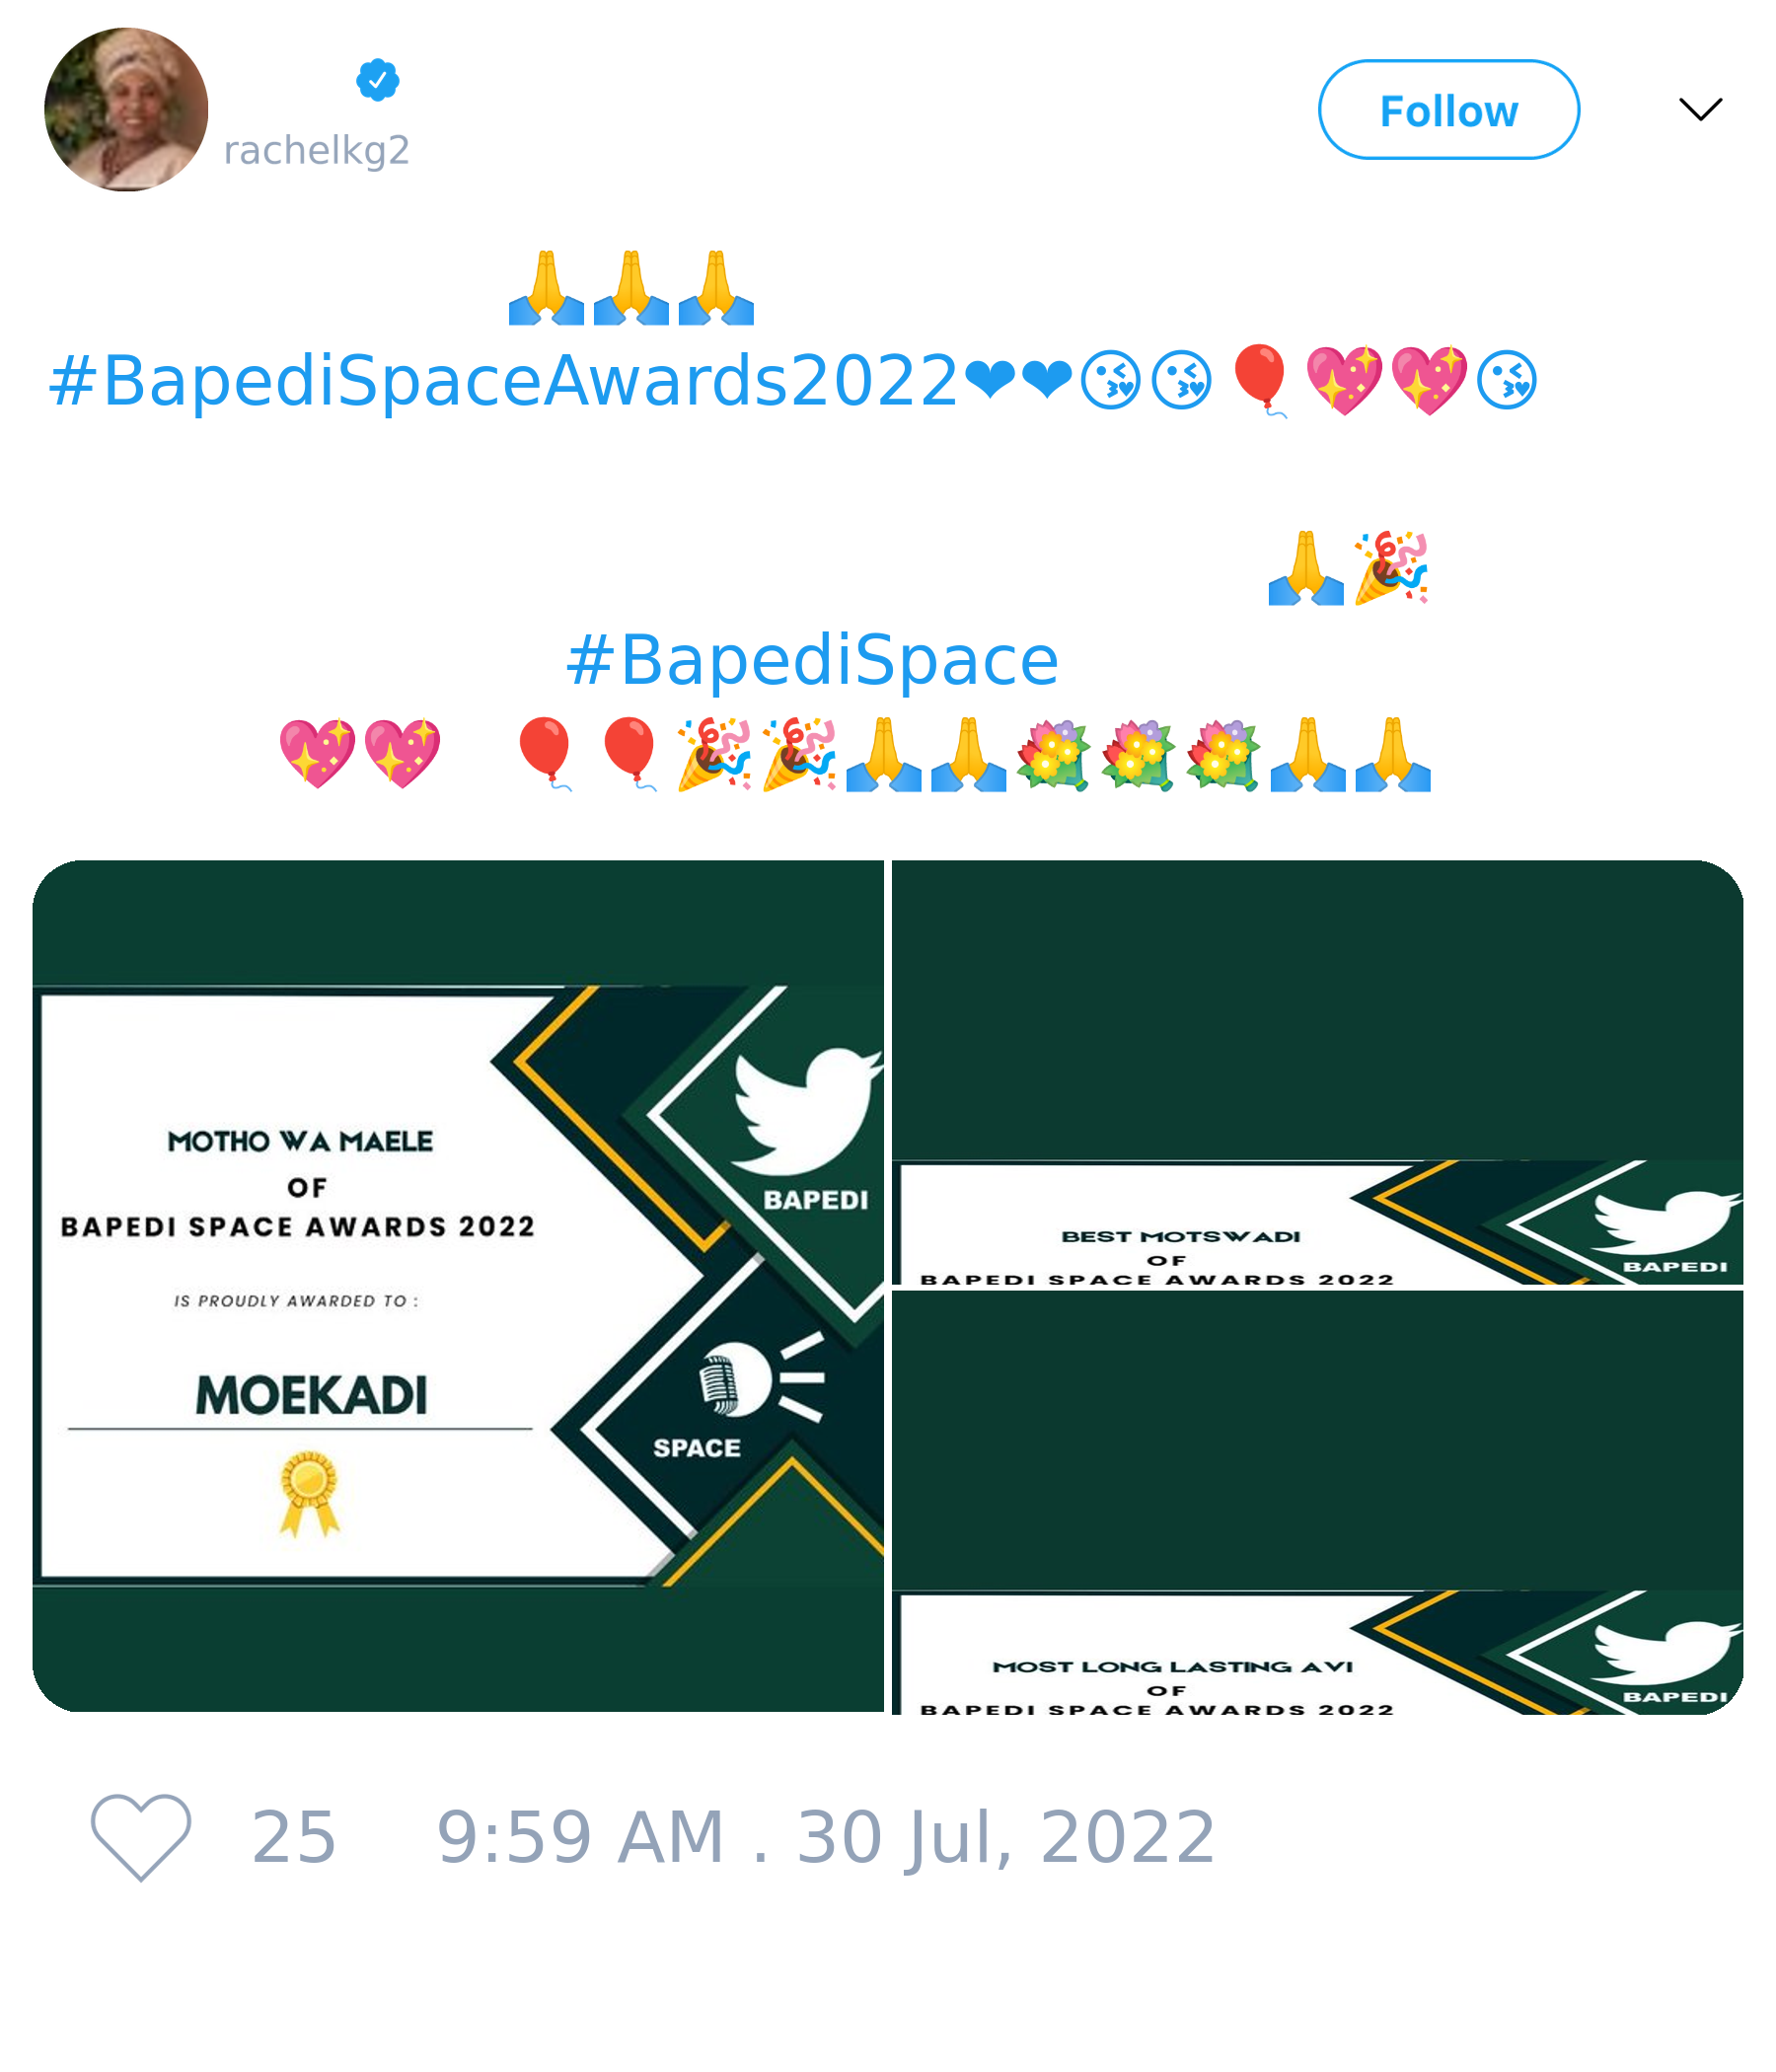 rachelkg2
Follow
🙏🙏🙏
#BapediSpaceAwards2022❤❤😘😘🎈💖💖😘
🙏🎉
#BapediSpace
💖💖 🎈🎈🎉🎉🙏🙏💐💐💐🙏🙏
MOTHO WA MAELE
OF
BAPEDI SPACE AWARDS 2022
IS PROUDLY AWARDED TO :
MOEKADI
BAPEDI
SPACE
BEST MOTSWADI
OF
BAPEDI SPACE AWARDS 2022
BAPEDI
MOST LONG LASTING AVI
OF
BAPEDI SPACE AWARDS 2022
BAPEDI
25 9:59 AM . 30 Jul, 2022